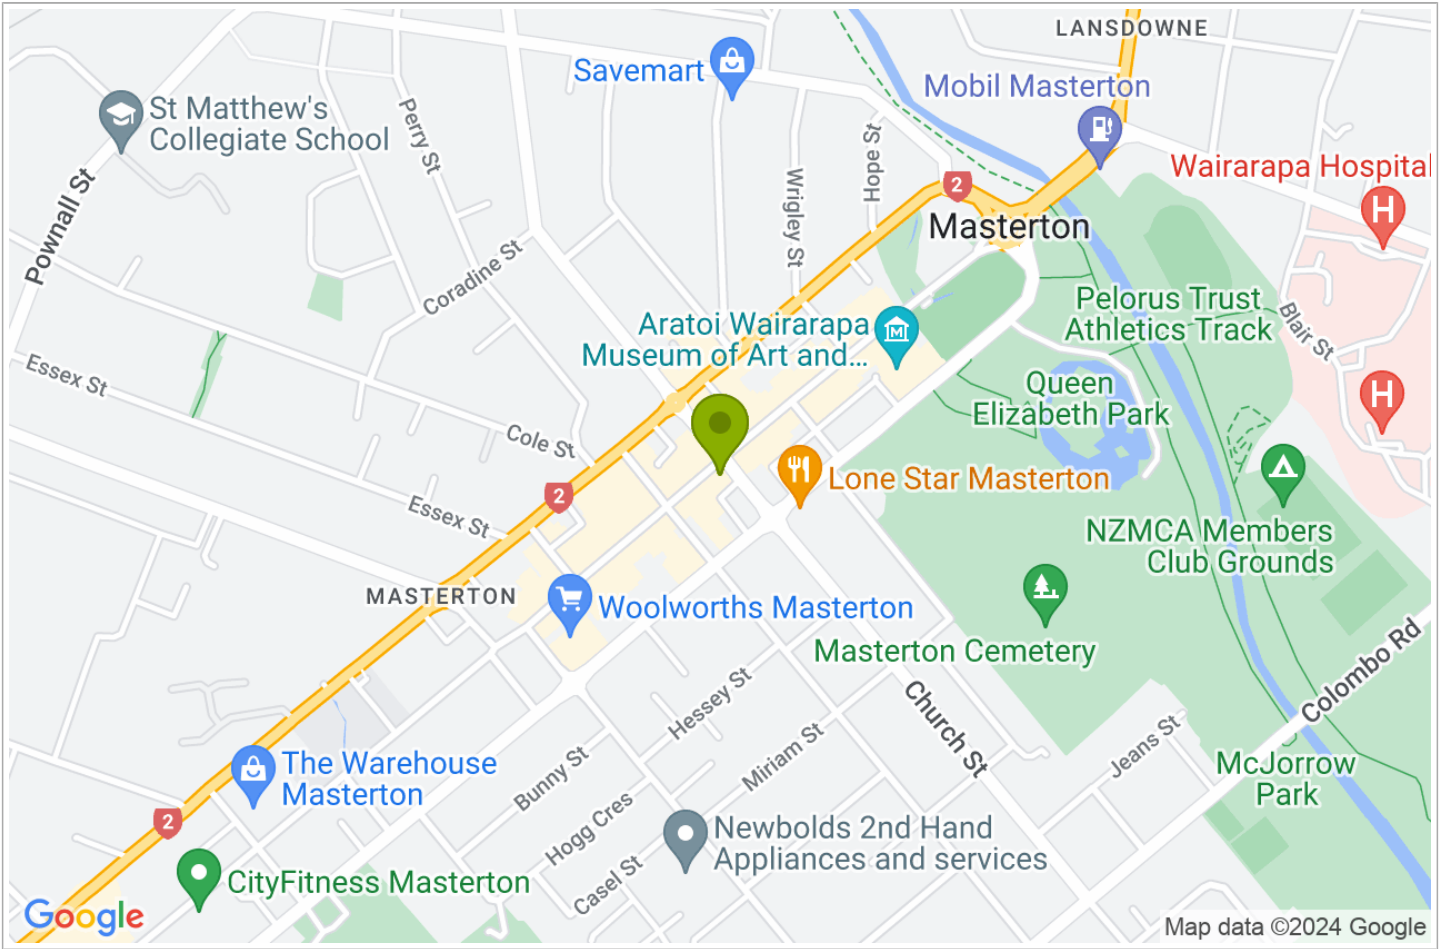 LANSDOWNE
Savemart
Mobil Masterton
St Matthew's
Collegiate School
Perry St
Hope St
Wairarapa Hospital
2
H
Wrigley St
Pownall St
Masterton
Coradine St
Pelorus Trust
Athletics Track
Blair St
Aratoi Wairarapa
Museum of Art and...
M
Essex St
Queen
Elizabeth Park
H
Cole St
Lone Star Masterton
2
Essex St
NZMCA Members
Club Grounds
MASTERTON
Woolworths Masterton
Masterton Cemetery
Colombo Rd
Hessey St
Church St
Miriam St
Jeans St
The Warehouse
Masterton
Bunny St
McJorrow
Park
2
Hogg Cres
Newbolds 2nd Hand
Appliances and services
CityFitness Masterton
Casel St
Google
Map data ©2024 Google